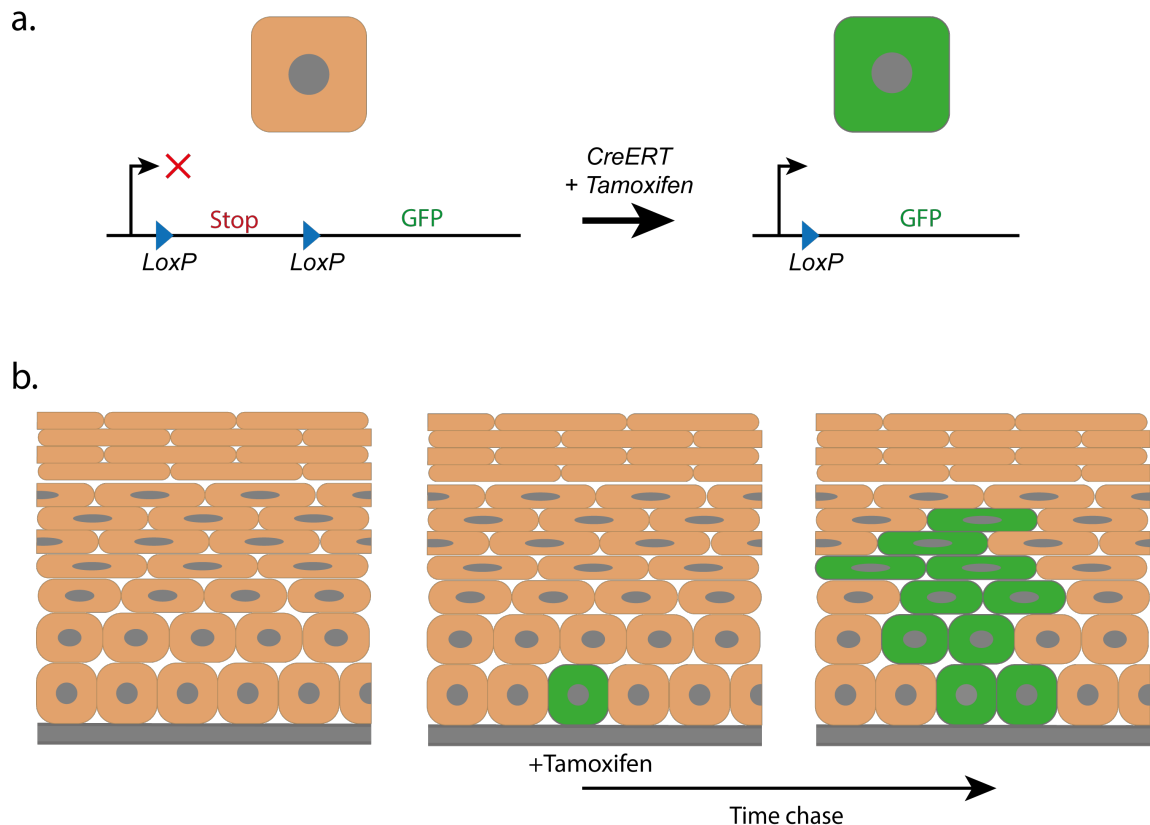 a.
CreERT
+ Tamoxifen
Stop
GFP
GFP
LoxP
LoxP
LoxP
b.
+Tamoxifen
Time chase